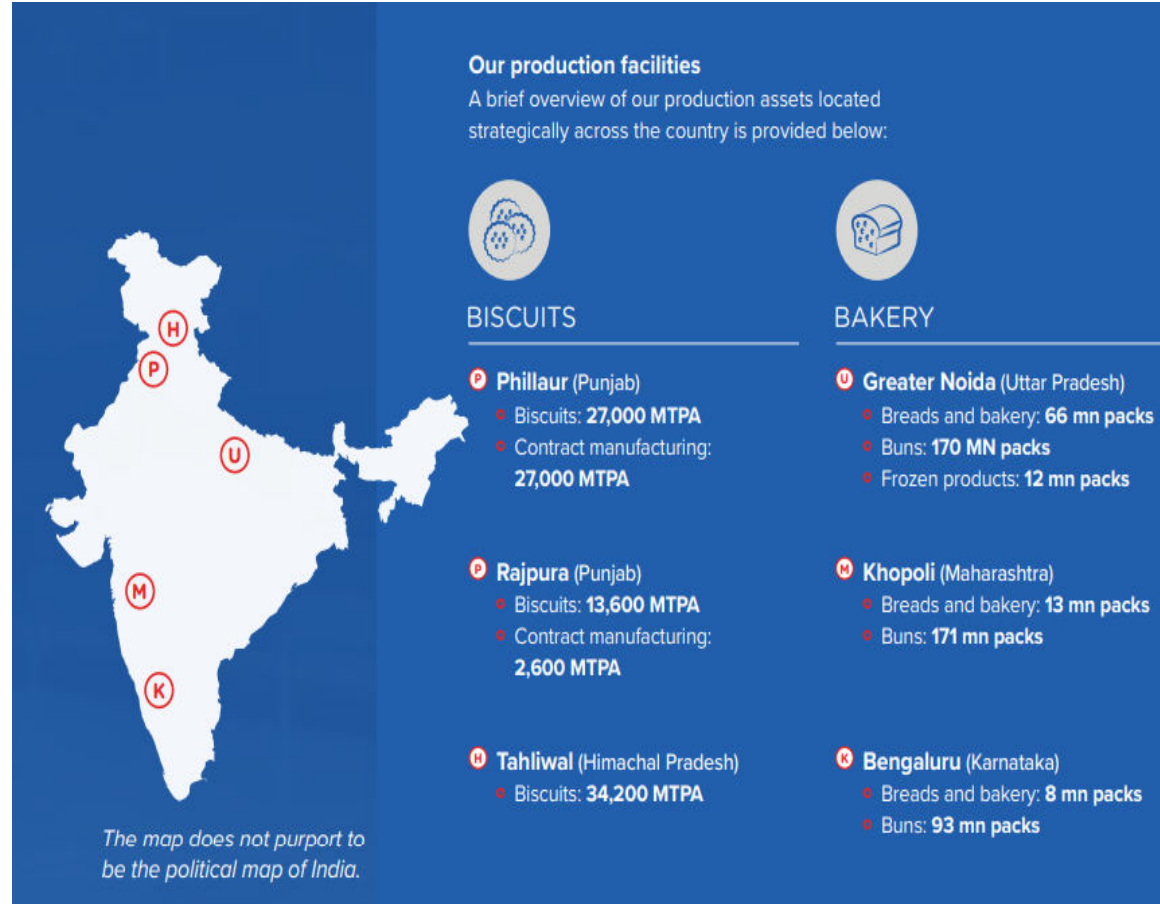 Our production facilities
A brief overview of our production assets located
strategically across the country is provided below:
H
P
U
M
K
The map does not purport to
be the political map of India.
BISCUITS
P Phillaur (Punjab)
Biscuits: 27,000 MTPA
Contract manufacturing:
27,000 MTPA
P Rajpura (Punjab)
Biscuits: 13,600 MTPA
Contract manufacturing:
2,600 MTPA
H Tahliwal (Himachal Pradesh)
Biscuits: 34,200 MTPA
BAKERY
U Greater Noida (Uttar Pradesh)
Breads and bakery: 66 mn packs
Buns: 170 MN packs
Frozen products: 12 mn packs
M Khopoli (Maharashtra)
Breads and bakery: 13 mn packs
Buns: 171 mn packs
K Bengaluru (Karnataka)
Breads and bakery: 8 mn packs
Buns: 93 mn packs